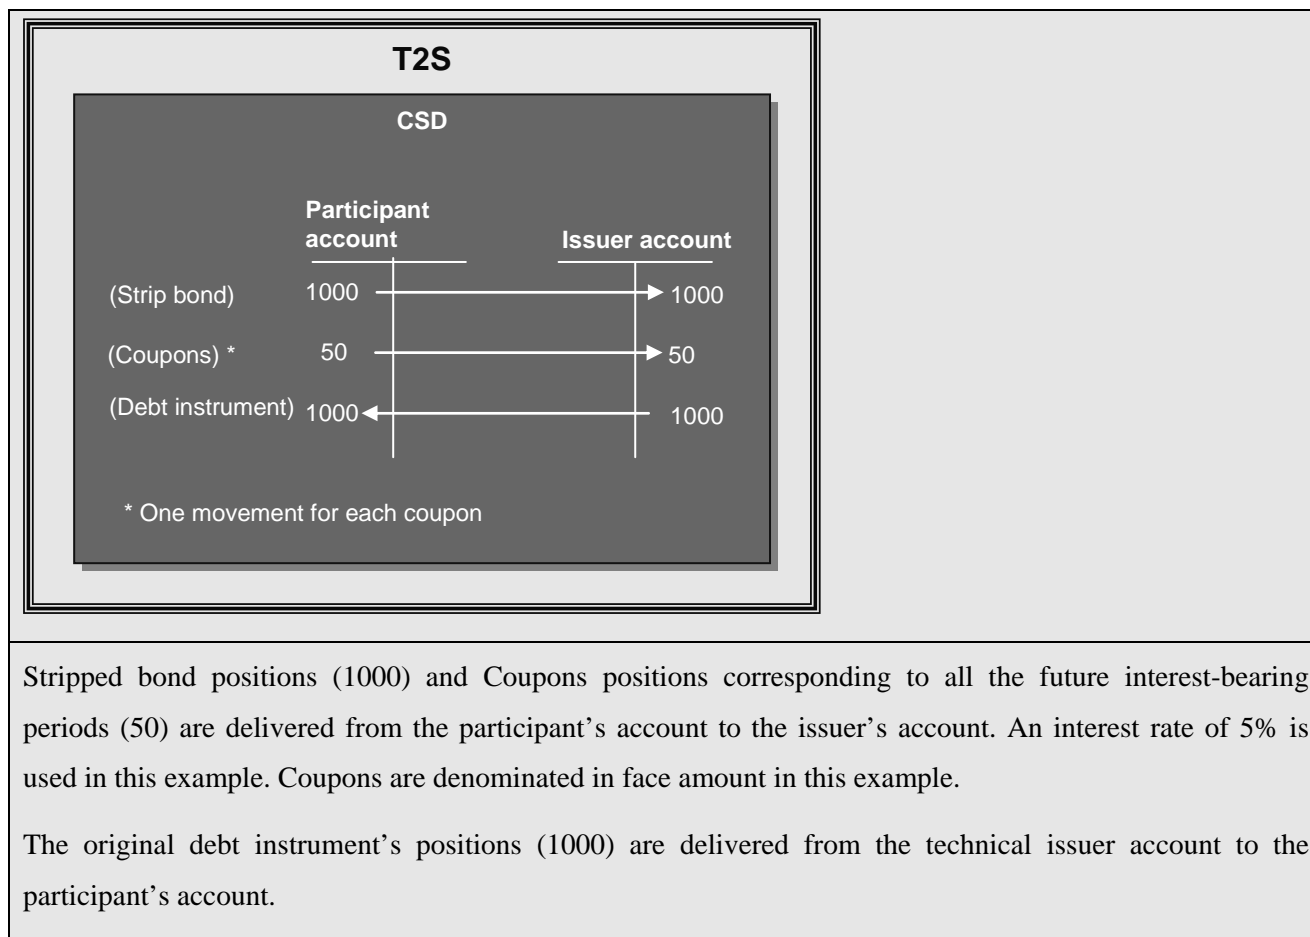 T2S
CSD
Participant
account
Issuer account
(Strip bond) 1000 1000
(Coupons) * 50 50
(Debt instrument) 1000 1000
* One movement for each coupon
Stripped bond positions (1000) and Coupons positions corresponding to all the future interest-bearing
periods (50) are delivered from the participant’s account to the issuer’s account. An interest rate of 5% is
used in this example. Coupons are denominated in face amount in this example.
The original debt instrument’s positions (1000) are delivered from the technical issuer account to the
participant’s account.